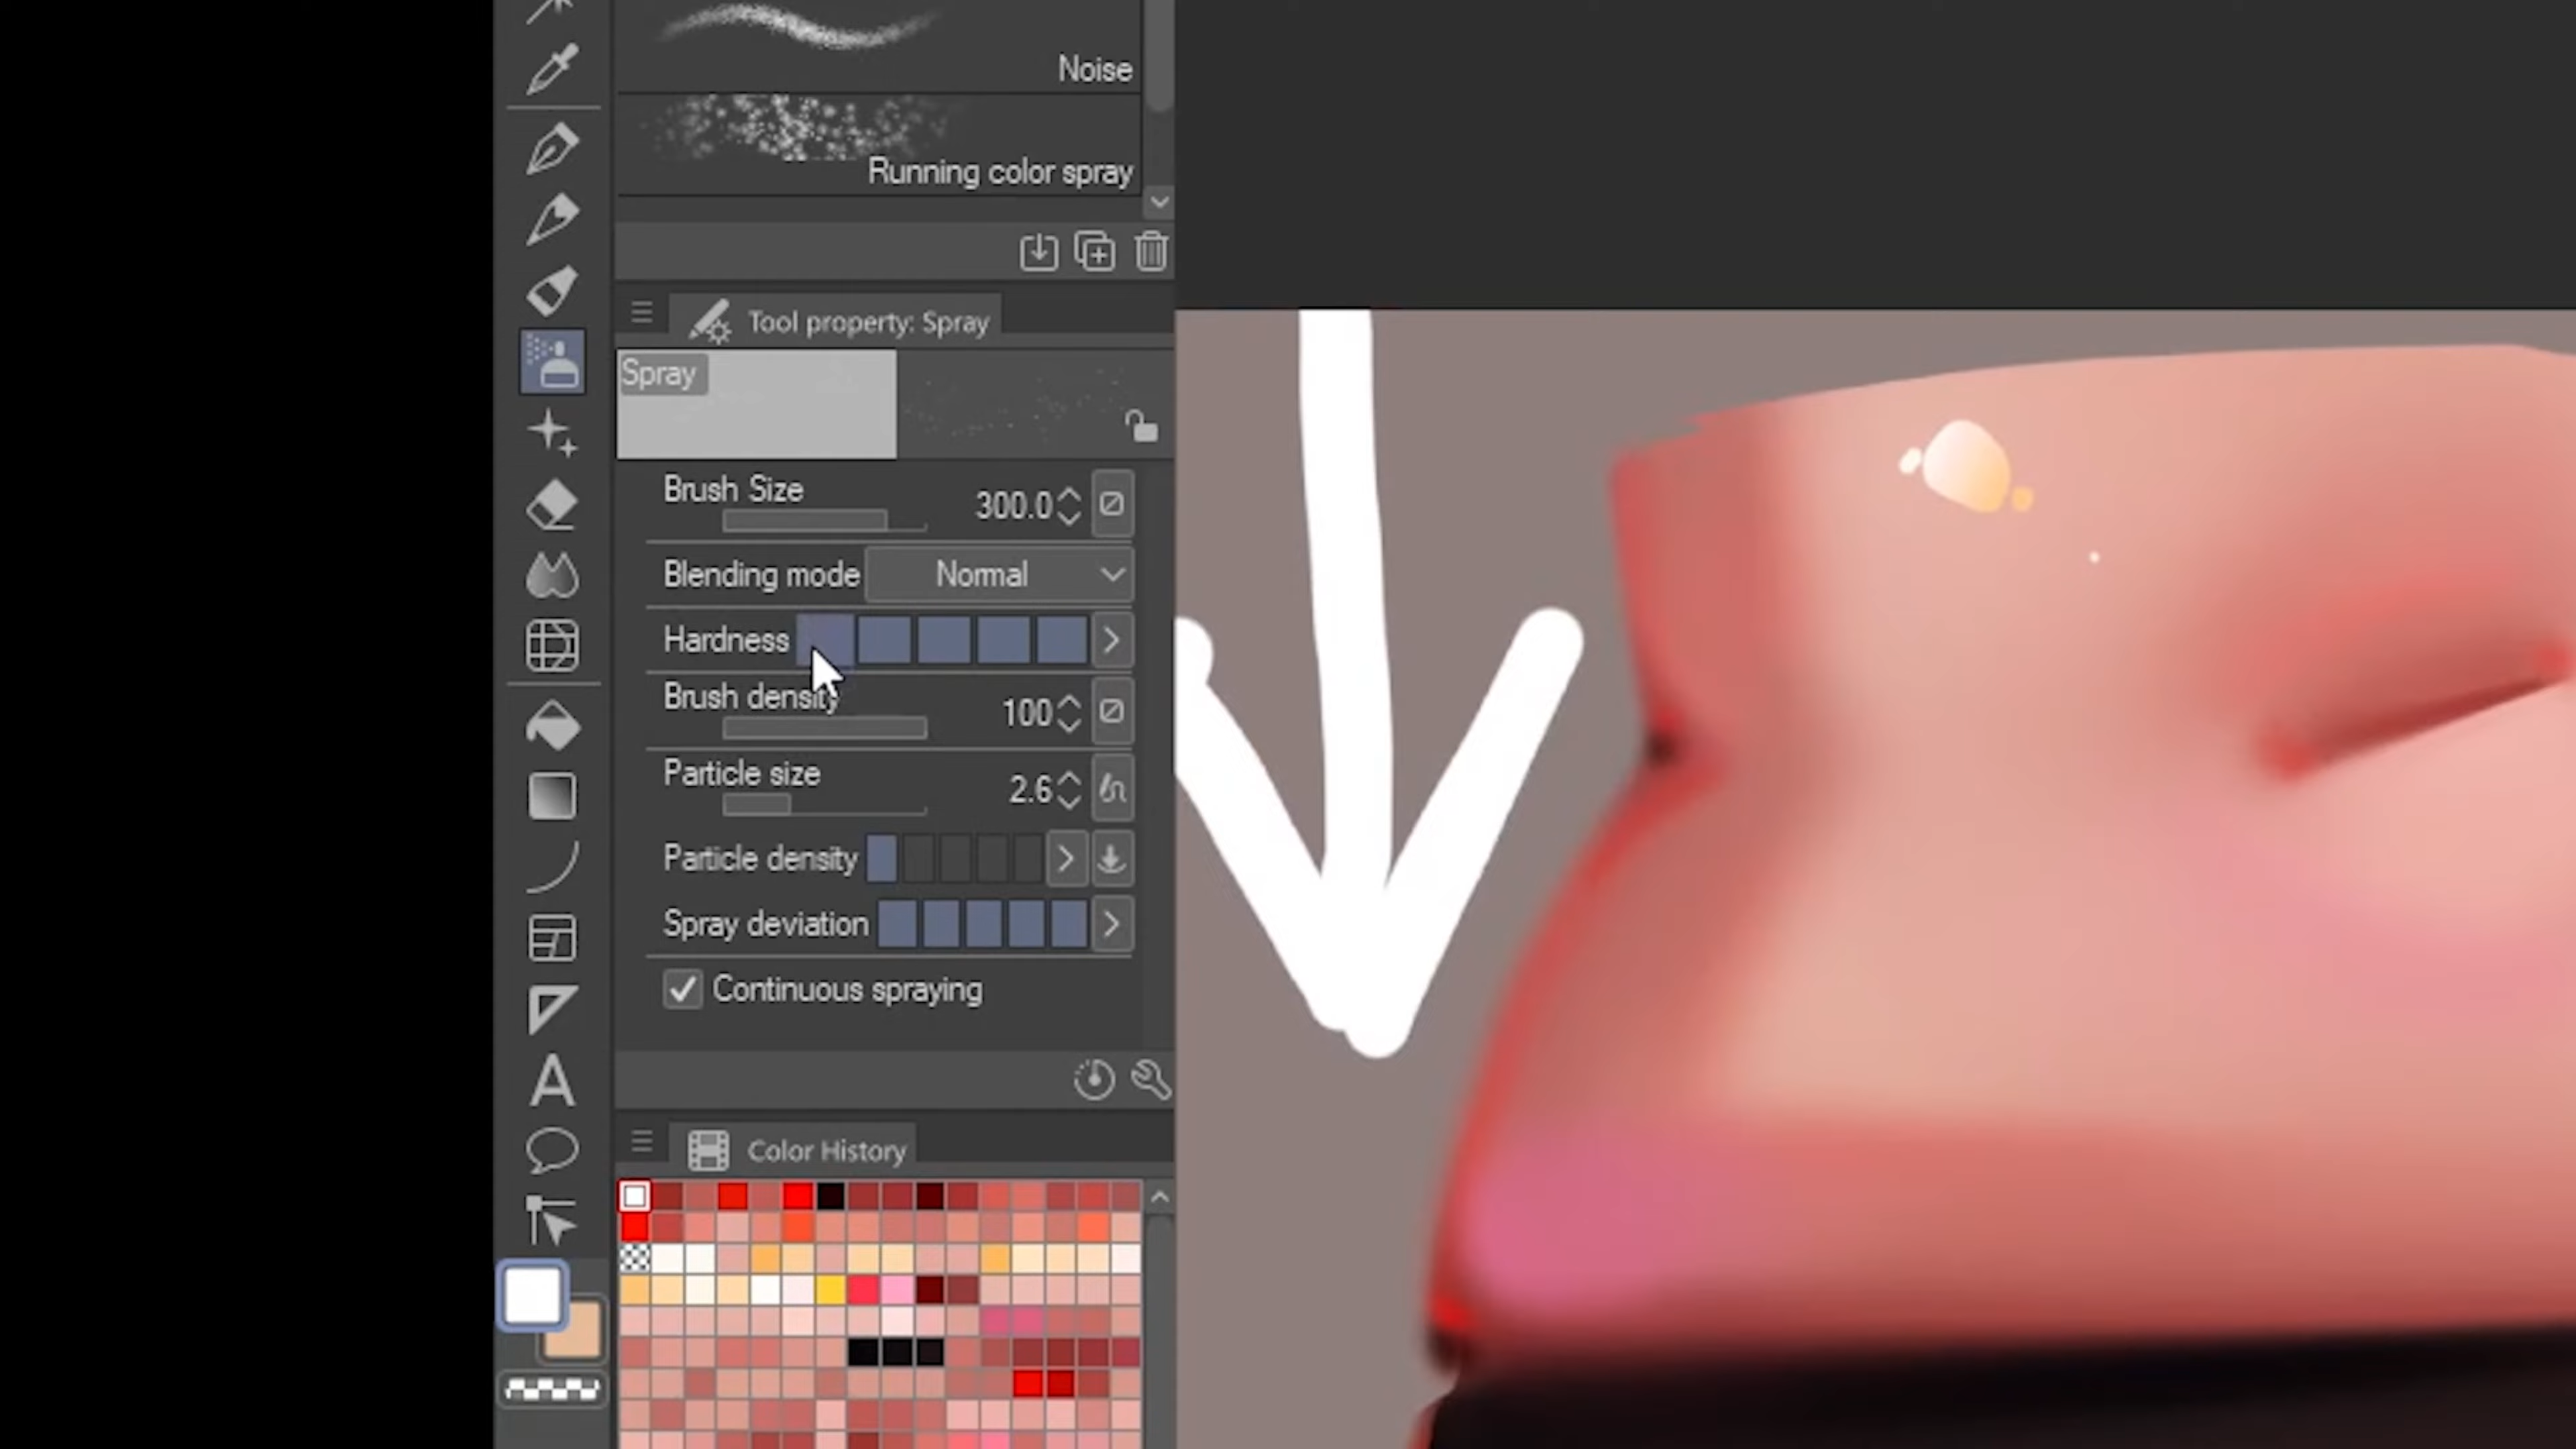 Noise
Running color spray
Tool property: Spray
Spray
Brush Size 300.0
Blending mode Normal
Hardness
Brush density 100
Particle size 2.6
Particle density
Spray deviation
Continuous spraying
Color History